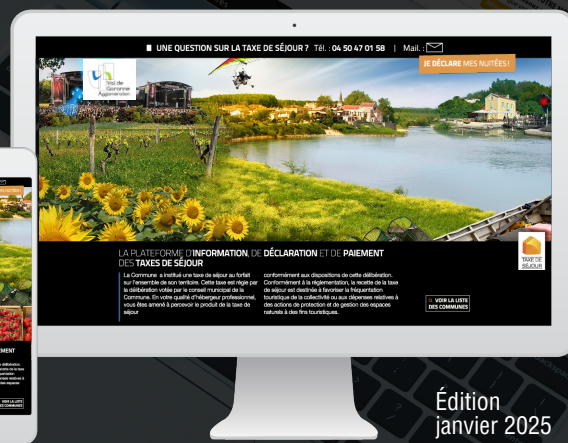 UNE QUESTION SUR LA TAXE DE SÉJOUR ? Tél. : 04 50 47 01 58 | Mail. :
JE DÉCLARE MES NUITÉES !
Val de
Garonne
Agglomération
LA PLATEFORME D'INFORMATION, DE DÉCLARATION ET DE PAIEMENT
DES TAXES DE SÉJOUR
La Commune a institué une taxe de séjour au forfait
sur l'ensemble de son territoire. Cette taxe est régie par
la délibération votée par le conseil municipal de la
Commune. En votre qualité d'hébergeur professionnel,
vous êtes amené à percevoir le produit de la taxe de
séjour
conformément aux dispositions de cette délibération.
Conformément à la règlementation, la recette de la taxe
de séjour est destinée à favoriser la fréquentation
touristique de la collectivité ou aux dépenses relatives à
des actions de protection et de gestion des espaces
naturels à des fins touristiques.
TAXE DE
SÉJOUR
VOIR LA LISTE
DES COMMUNES
Édition
janvier 2025